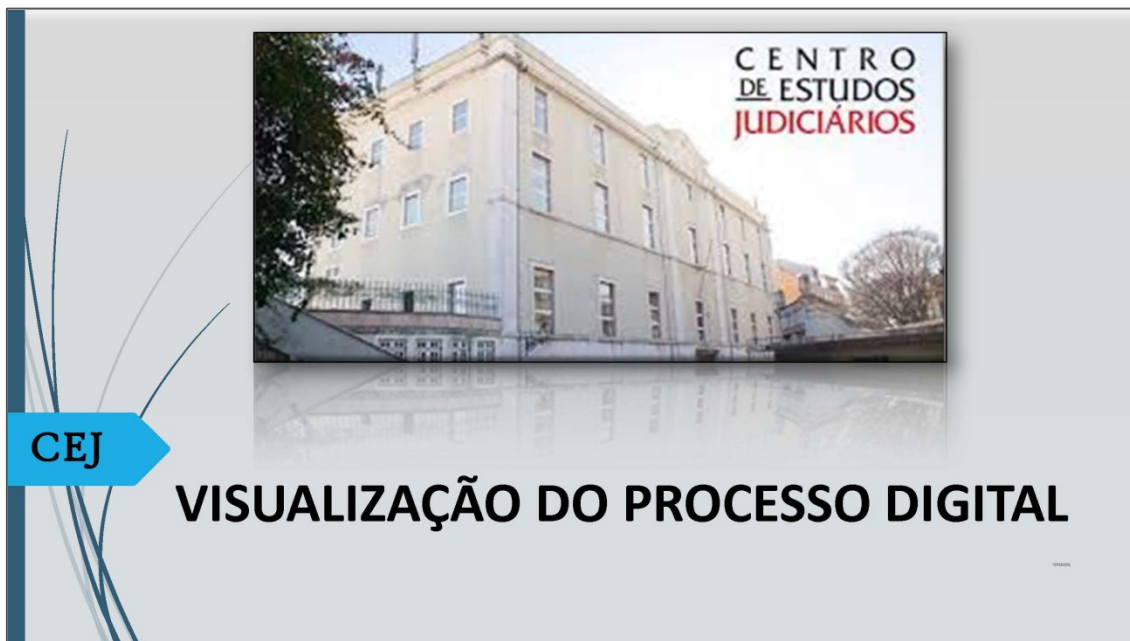 CENTRO
DE ESTUDOS
JUDICIÁRIOS
CEJ
VISUALIZAÇÃO DO PROCESSO DIGITAL